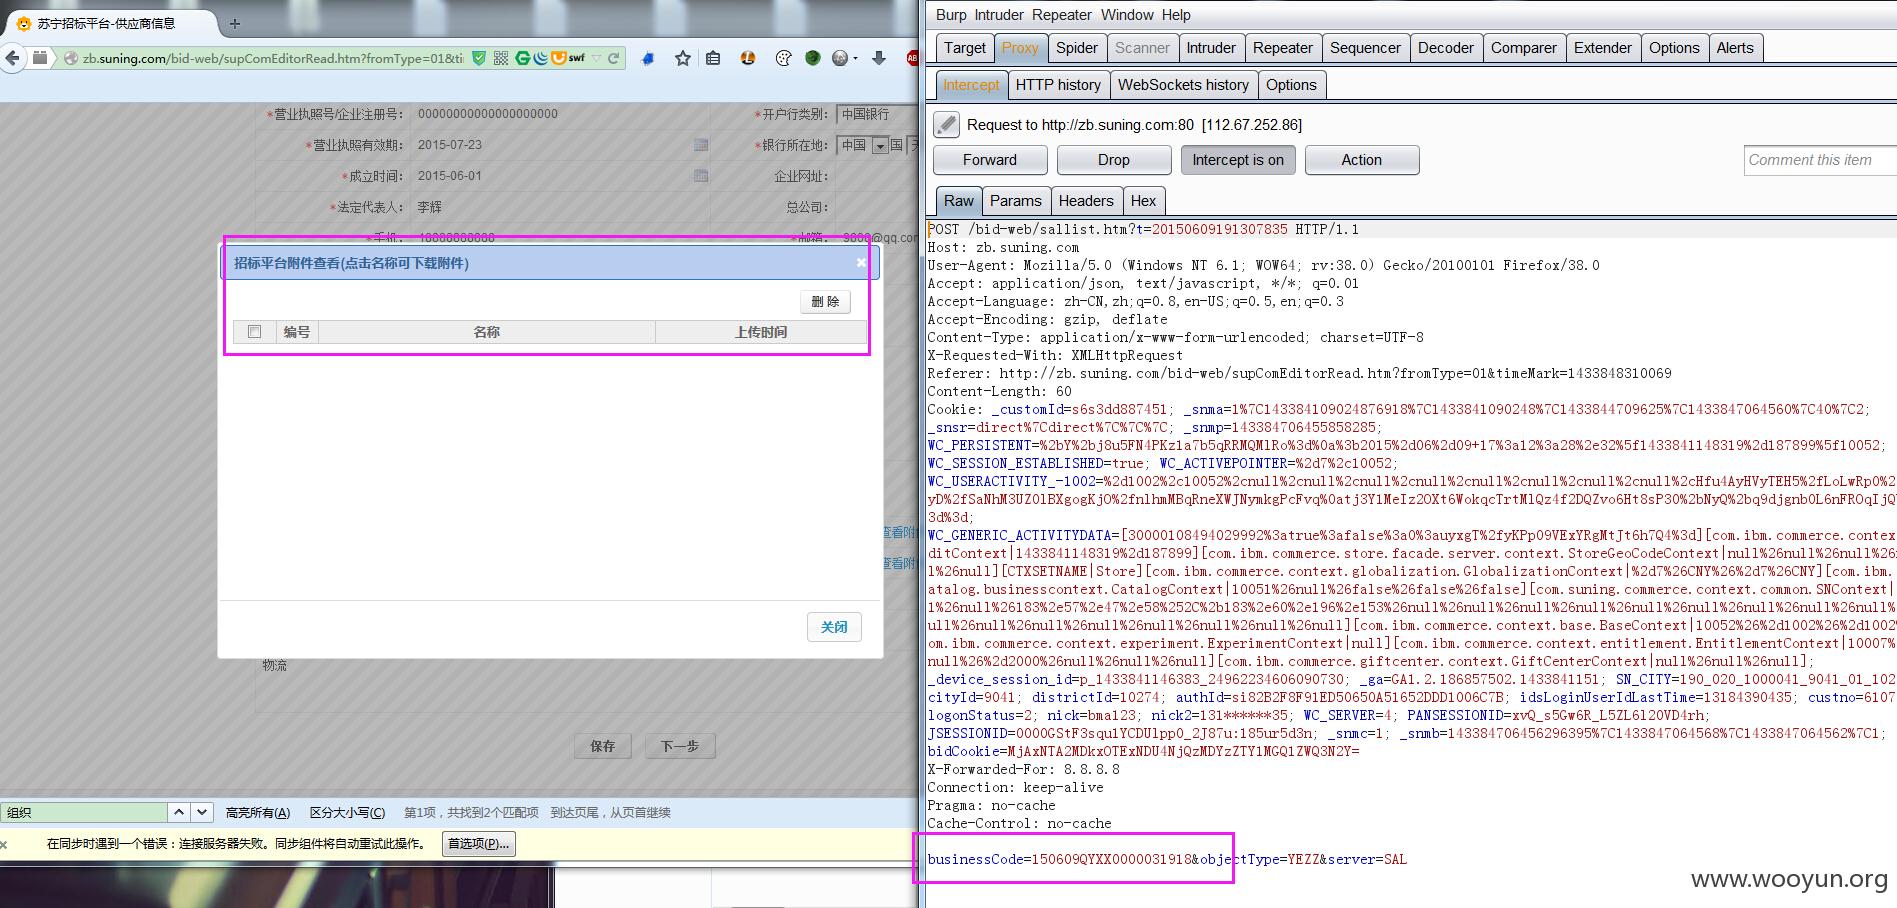 苏宁招标平台-供应商信息
zb.suning.com/bid-web/supComEditorRead.htm?fromType=01&ti
swf
*营业执照号/企业注册号: 00000000000000000000
*开户行类别: 中国银行
*营业执照有效期: 2015-07-23
*银行所在地: 中国 国
*成立时间: 2015-06-01
企业网址:
*法定代表人: 李辉
总公司:
*手机:
*邮箱:
招标平台附件查看(点击名称可下载附件)
删 除
编号 名称 上传时间
查看附
查看附
关闭
物流
保存 下一步
组织 高亮所有(A) 区分大小写(C) 第1项，共找到2个匹配项 到达页尾，从页首继续
在同步时遇到一个错误：连接服务器失败。同步组件将自动重试此操作。 首选项(P)...
Burp Intruder Repeater Window Help
Target Proxy Spider Scanner Intruder Repeater Sequencer Decoder Comparer Extender Options Alerts
Intercept HTTP history WebSockets history Options
Request to http://zb.suning.com:80 [112.67.252.86]
Forward Drop Intercept is on Action
Comment this item
Raw Params Headers Hex
POST /bid-web/sallist.htm?t=20150609191307835 HTTP/1.1
Host: zb.suning.com
User-Agent: Mozilla/5.0 (Windows NT 6.1; WOW64; rv:38.0) Gecko/20100101 Firefox/38.0
Accept: application/json, text/javascript, */*; q=0.01
Accept-Language: zh-CN,zh;q=0.8,en-US;q=0.5,en;q=0.3
Accept-Encoding: gzip, deflate
Content-Type: application/x-www-form-urlencoded; charset=UTF-8
X-Requested-With: XMLHttpRequest
Referer: http://zb.suning.com/bid-web/supComEditorRead.htm?fromType=01&timeMark=1433848310069
Content-Length: 60
Cookie: _customId=s6s3dd887451; _snma=1%7C143384109024876918%7C1433841090248%7C1433844709625%7C1433847064560%7C40%7C2;
_snsr=direct%7Cdirect%7C%7C%7C; _snmp=143384706455858285;
WC_PERSISTENT=%2bY%2bj8u5FN4PKz1a7b5qRRMQM1Ro%3d%0a%3b2015%2d06%2d09+17%3a12%3a28%2e32%5f1433841148319%2d187899%5f10052;
WC_SESSION_ESTABLISHED=true; WC_ACTIVEPOINTER=%2d7%2c10052;
WC_USERACTIVITY_-1002=%2d1002%2c10052%2cnull%2cnull%2cnull%2cnull%2cnull%2cnull%2cHfu4AyHVyTEH5%2fLoLwRp0%2
yD%2fSaNhM3UZ0lBXgogKj0%2fnlhmMBqRneXWJNymkgPcFvq%0atj3Y1MeIz2OXt6WokqcTrtMlQz4f2DQZvo6Ht8sP30%2bNyQ%2bq9djgnb0L6nFROqIjQ
3d%3d;
WC_GENERIC_ACTIVITYDATA=[30000108494029992%3atrue%3afalse%3a0%3auyxgT%2fyKPp09VExYRgMtJt6h7Q4%3d][com.ibm.commerce.contex
ditContext|1433841148319%2d187899][com.ibm.commerce.store.facade.server.context.StoreGeoCodeContext|null%26null%26null%26
l%26null][CTXSETNAME|Store][com.ibm.commerce.context.globalization.GlobalizationContext|%2d7%26CNY%26%2d7%26CNY][com.ibm.
atalog.businesscontext.CatalogContext|10051%26null%26false%26false%26false][com.suning.commerce.context.common.SNContext|
1%26null%26183%2e57%2e47%2e58%252C%2b183%2e60%2e196%2e153%26null%26null%26null%26null%26null%26null%26null%26null%
ull%26null%26null%26null%26null%26null%26null][com.ibm.commerce.context.base.BaseContext|10052%26%2d1002%26%2d1002%
om.ibm.commerce.context.experiment.ExperimentContext|null][com.ibm.commerce.context.entitlement.EntitlementContext|10007%
null%26%2d2000%26null%26null%26null][com.ibm.commerce.giftcenter.context.GiftCenterContext|null%26null%26null];
_device_session_id=p_1433841146383_24962234606090730; _ga=GA1.2.186857502.1433841151; SN_CITY=190_020_1000041_9041_01_102
cityId=9041; districtId=10274; authId=si82B2F8F91ED50650A51652DDD1006C7B; idsLoginUserIdLastTime=13184390435; custno=6107
logonStatus=2; nick=bma123; nick2=131******35; WC_SERVER=4; PANSESSIONID=xvQ_s5Gw6R_L5ZL6l20VD4rh;
JSESSIONID=0000GStF3squ1YCDUlpp0_2J87u:185ur5d3n; _snmc=1; _snmb=143384706456296395%7C1433847064568%7C1433847064562%7C1;
bidCookie=MjAxNTA2MDkxOTExNDU4NjQzMDYzZTY1MGQ1ZWQ3N2Y=
X-Forwarded-For: 8.8.8.8
Connection: keep-alive
Pragma: no-cache
Cache-Control: no-cache
businessCode=150609QYXX0000031918&objectType=YEZZ&server=SAL
www.wooyun.org